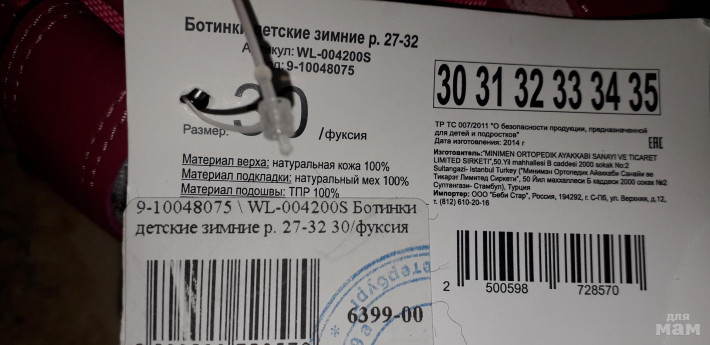 Ботинки детские зимние р. 27-32
WL-004200S
9-10048075
Размер:
/фуксия
Материал верха: натуральная кожа 100%
Материал подкладки: натуральный мех 100%
Материал подошвы: ТПР 100%
9-10048075 \ WL-004200S Ботинки
детские зимние р. 27-32 30/фуксия
6399-00
30 31 32 33 34 35
ТР ТС 007/2011 "О безопасности продукции, предназначенной
для детей и подростков"
Дата изготовления: 2014 г
EAC
Изготовитель:"MINIMEN ORTOPEDIK AYAKKABI SANAYI VE TICARET
LIMITED SIRKETI",50.Yil mahhallesi B caddesi 2000 sokak No:2
Sultangazi- Istanbul Turkey ("Минимен Ортопедик Айаккаби Санайи ве
Тикарет Лимитед Сиркети", 50 Йил маххаллеси Б каддеси 2000 сокак №2
Султангази- Стамбул), Турция
Импортер: ООО "Беби Стар", Россия, 194292, г. С-Пб, ул. Верхняя, д.12,
т. (812) 610-20-16
2 500598 728570
для
мам